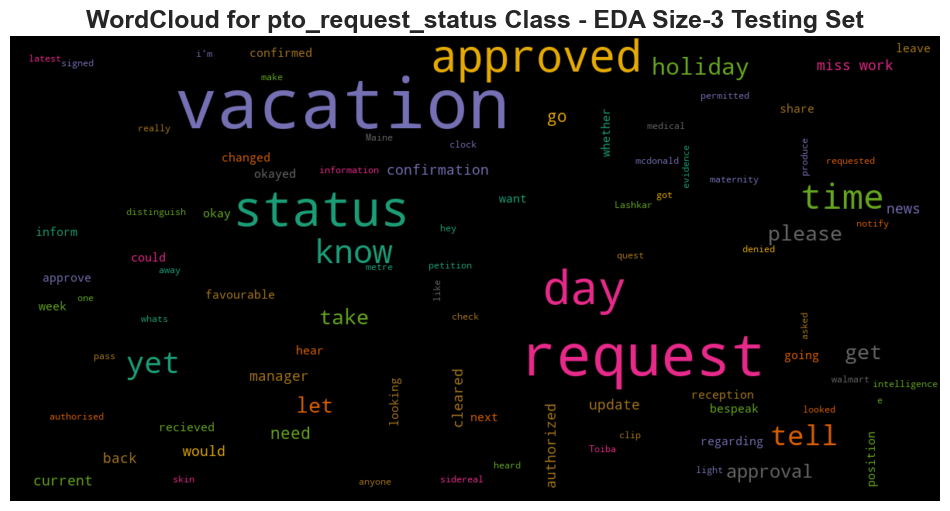 WordCloud for pto_request_status Class - EDA Size-3 Testing Set
latest
signed
i'm
confirmed
approved
holiday
miss work
leave
make
vacation
go
permitted
share
really
Maine
clock
whether
medical
changed
okayed
information
confirmation
mcdonald
evidence
produce
requested
maternity
want
got
Lashkar
time
news
distinguish
okay
status
hey
please
notify
inform
know
denied
could
away
metre
petition
quest
approve
favourable
like
day
week
one
whats
take
check
asked
yet
pass
hear
request
going
get
manager
looking
cleared
walmart
intelligence
e
authorised
let
next
authorized
update
reception
bespeak
looked
recieved
need
clip
regarding
tell
position
back
would
Toiba
heard
light
approval
current
skin
anyone
sidereal